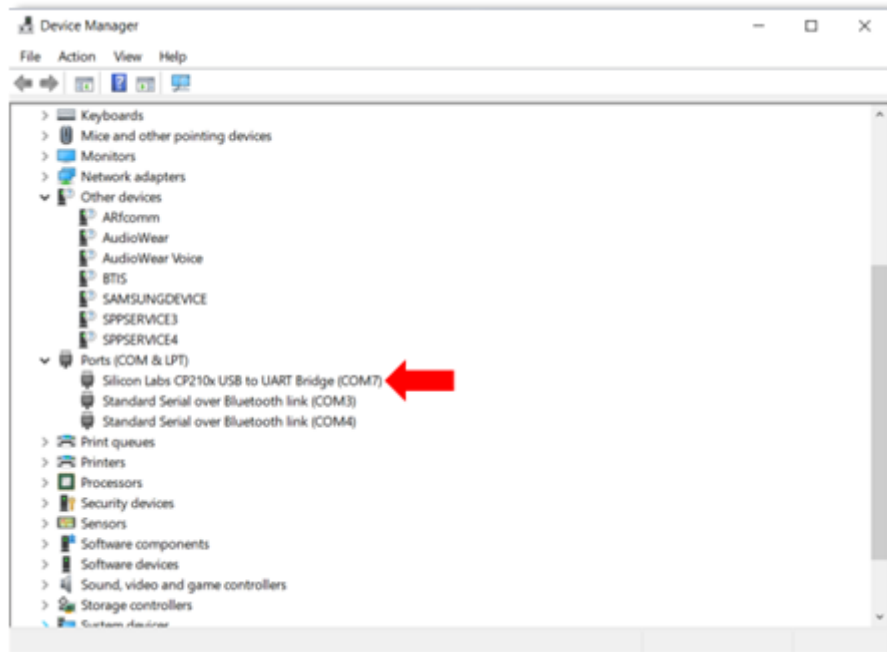 Device Manager
File Action View Help
Keyboards
Mice and other pointing devices
Monitors
Network adapters
Other devices
ARfcomm
AudioWear
AudioWear Voice
BTIS
SAMSUNGDEVICE
SPPSERVICE3
SPPSERVICE4
Ports (COM & LPT)
Silicon Labs CP210x USB to UART Bridge (COM7)
Standard Serial over Bluetooth link (COM3)
Standard Serial over Bluetooth link (COM4)
Print queues
Printers
Processors
Security devices
Sensors
Software components
Software devices
Sound, video and game controllers
Storage controllers
System devices